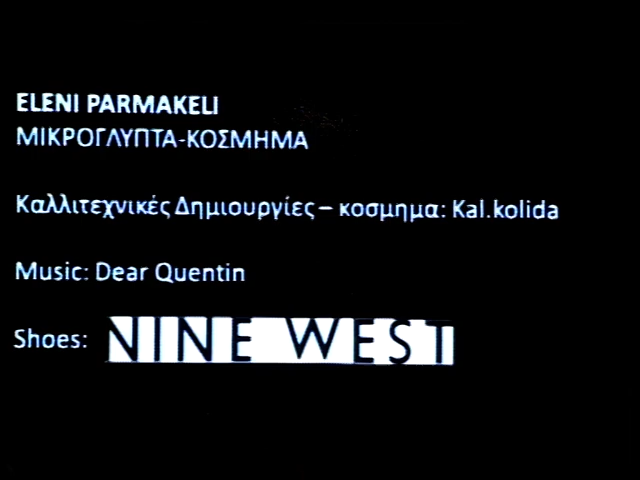 ELENI PARMAKELI
ΜΙΚΡΟΓΛΥΠΤΑ-ΚΟΣΜΗΜΑ
Καλλιτεχνικές Δημιουργίες – κοσμημα: Kal.kolida
Music: Dear Quentin
Shoes: NINE WEST